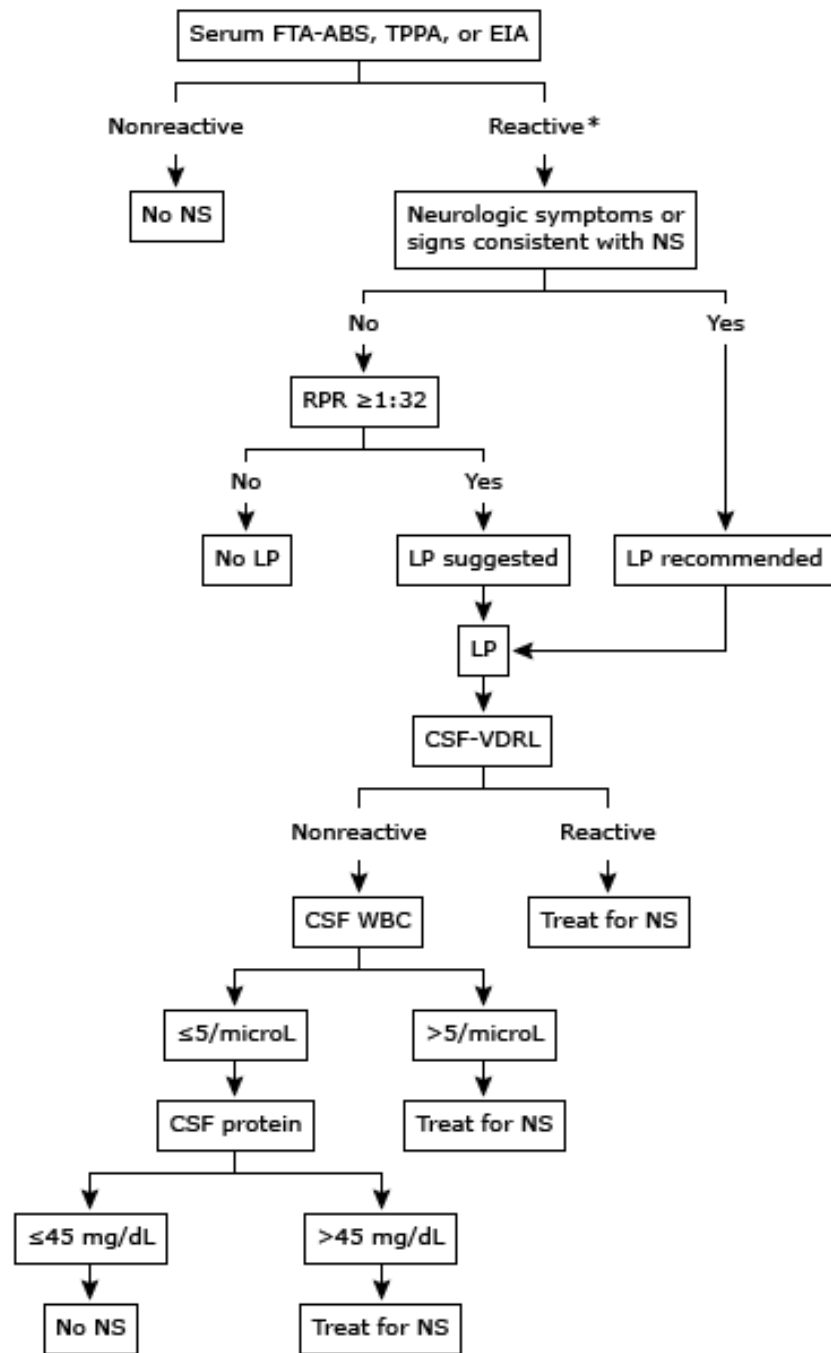 Serum FTA-ABS, TPPA, or EIA
Nonreactive
Reactive*
No NS
Neurologic symptoms or
signs consistent with NS
No
Yes
RPR ≥1:32
No
Yes
No LP
LP suggested
LP recommended
LP
CSF-VDRL
Nonreactive
Reactive
CSF WBC
Treat for NS
≤5/microL
>5/microL
CSF protein
Treat for NS
≤45 mg/dL
>45 mg/dL
No NS
Treat for NS